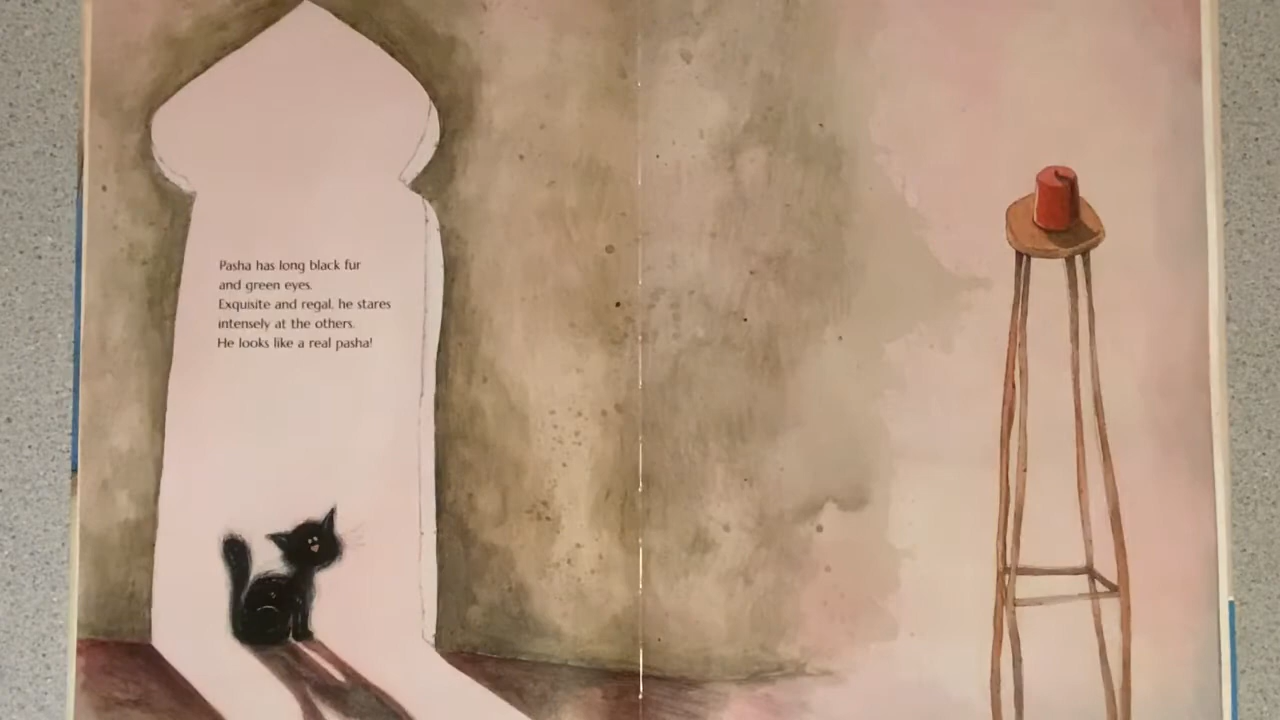 Pasha has long black fur
and green eyes.
Exquisite and regal, he stares
intensely at the others.
He looks like a real pasha!